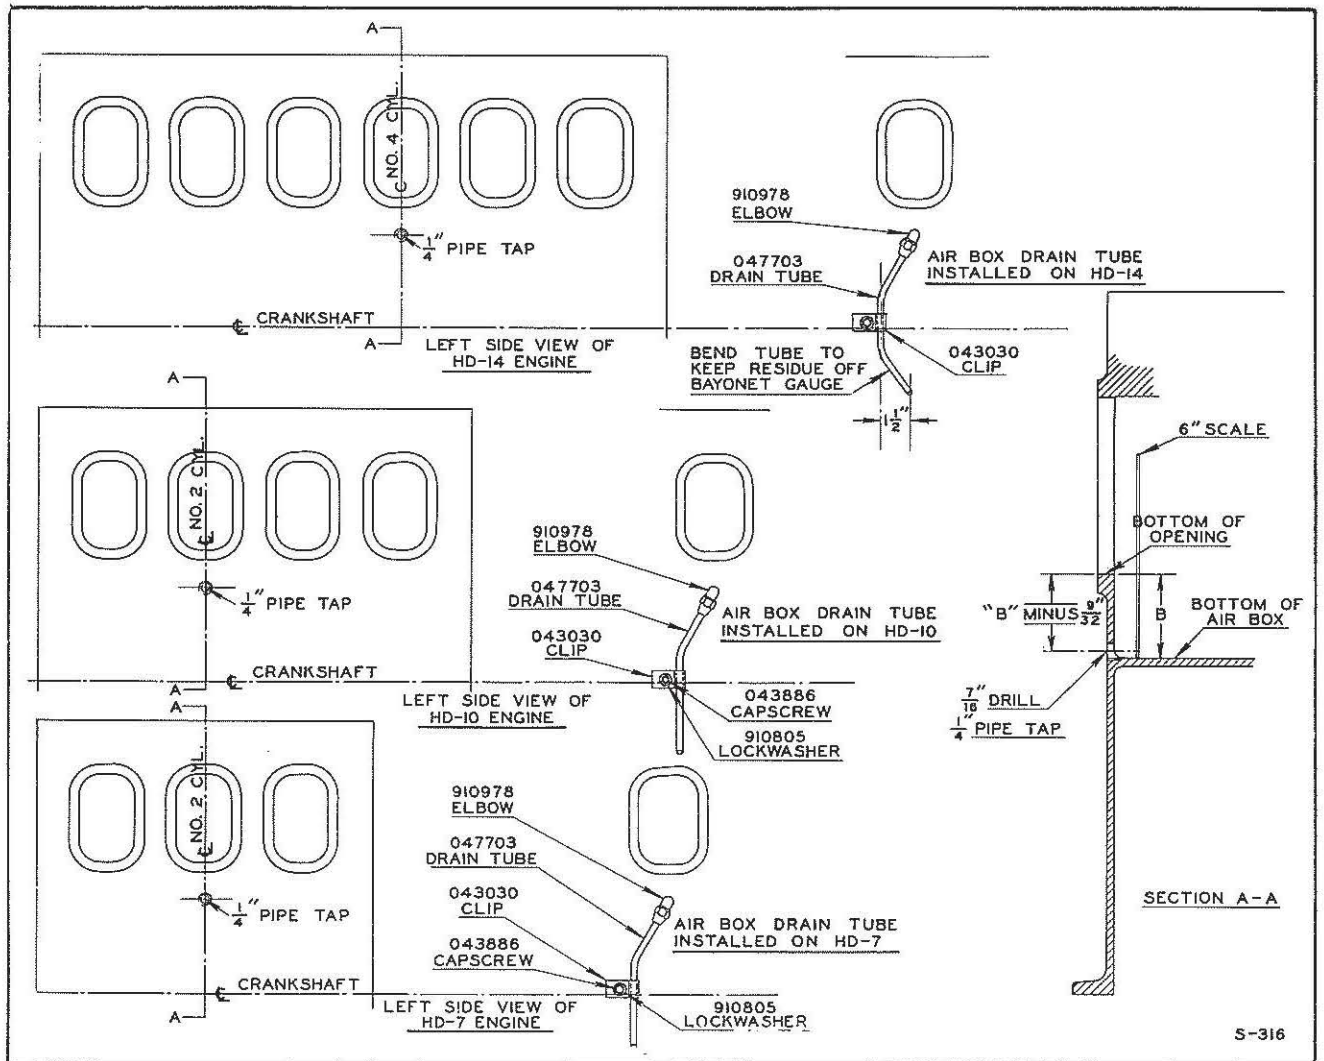 A
NO. 4 CYL.
1/4" PIPE TAP
℄ CRANKSHAFT
A
LEFT SIDE VIEW OF
HD-14 ENGINE
910978
ELBOW
047703
DRAIN TUBE
AIR BOX DRAIN TUBE
INSTALLED ON HD-14
BEND TUBE TO
KEEP RESIDUE OFF
BAYONET GAUGE
043030
CLIP
1 1/2"
A
℄ NO. 2 CYL.
1/4" PIPE TAP
℄ CRANKSHAFT
A
LEFT SIDE VIEW OF
HD-10 ENGINE
910978
ELBOW
047703
DRAIN TUBE
043030
CLIP
AIR BOX DRAIN TUBE
INSTALLED ON HD-10
043886
CAPSCREW
910805
LOCKWASHER
A
℄ NO. 2 CYL.
1/4" PIPE TAP
℄ CRANKSHAFT
A
LEFT SIDE VIEW OF
HD-7 ENGINE
910978
ELBOW
047703
DRAIN TUBE
043030
CLIP
043886
CAPSCREW
AIR BOX DRAIN TUBE
INSTALLED ON HD-7
910805
LOCKWASHER
6" SCALE
BOTTOM OF
OPENING
"B" MINUS 9/32"
B
BOTTOM OF
AIR BOX
7/16" DRILL
1/4" PIPE TAP
SECTION A-A
S-316